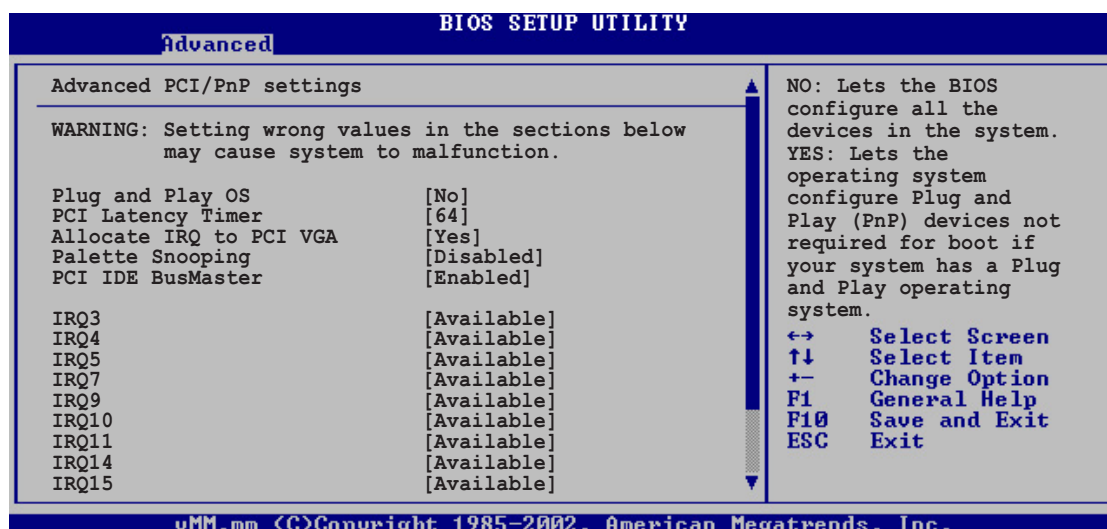 BIOS SETUP UTILITY
Advanced
Advanced PCI/PnP settings
WARNING: Setting wrong values in the sections below
may cause system to malfunction.
Plug and Play OS [No]
PCI Latency Timer [64]
Allocate IRQ to PCI VGA [Yes]
Palette Snooping [Disabled]
PCI IDE BusMaster [Enabled]
IRQ3 [Available]
IRQ4 [Available]
IRQ5 [Available]
IRQ7 [Available]
IRQ9 [Available]
IRQ10 [Available]
IRQ11 [Available]
IRQ14 [Available]
IRQ15 [Available]
NO: Lets the BIOS
configure all the
devices in the system.
YES: Lets the
operating system
configure Plug and
Play (PnP) devices not
required for boot if
your system has a Plug
and Play operating
system.
←→ Select Screen
↑↓ Select Item
+- Change Option
F1 General Help
F10 Save and Exit
ESC Exit
vMM.mm (C)Copyright 1985-2002, American Megatrends, Inc.